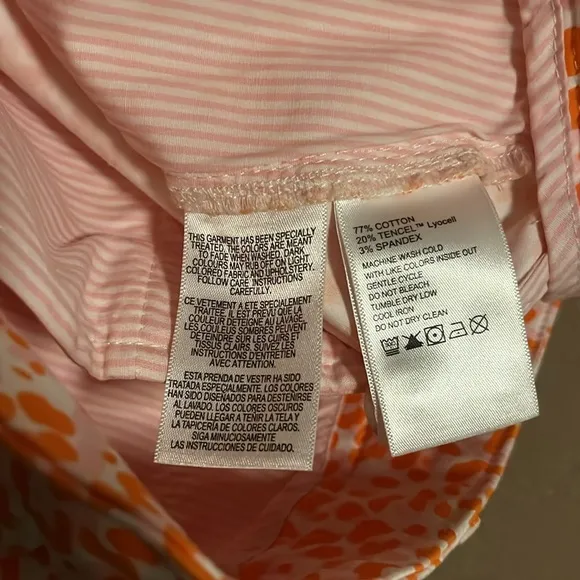 THIS GARMENT HAS BEEN SPECIALLY
TREATED. THE COLORS ARE MEANT
TO FADE WHEN WASHED. DARK
COLOURS MAY RUB OFF ON LIGHT
COLORED FABRIC AND UPHOLSTERY.
FOLLOW CARE INSTRUCTIONS
CAREFULLY.
CE VETEMENT A ETE SPECIALEMENT
TRAITEE. IL EST PREVU QUE LA
COULEUR DETEIGNE AU LAVAGE.
LES COULEURS SOMBRES PEUVENT
DETEINDRE SUR LES CUIRS ET
TISSUS CLAIRS. SUIVEZ LES
INSTRUCTIONS D'ENTRETIEN
AVEC ATTENTION.
ESTA PRENDA DE VESTIR HA SIDO
TRATADA ESPECIALMENTE. LOS COLORES
HAN SIDO DISEÑADOS PARA DESTEÑIRSE
AL LAVADO. LOS COLORES OSCUROS
PUEDEN LLEGAR A TEÑIR LA TELA Y
LA TAPICERÍA DE COLORES CLAROS.
SIGA MINUCIOSAMENTE
LAS INSTRUCCIONES DE CUIDADO.
77% COTTON
20% TENCEL™ Lyocell
3% SPANDEX
MACHINE WASH COLD
WITH LIKE COLORS INSIDE OUT
GENTLE CYCLE
DO NOT BLEACH
TUMBLE DRY LOW
COOL IRON
DO NOT DRY CLEAN